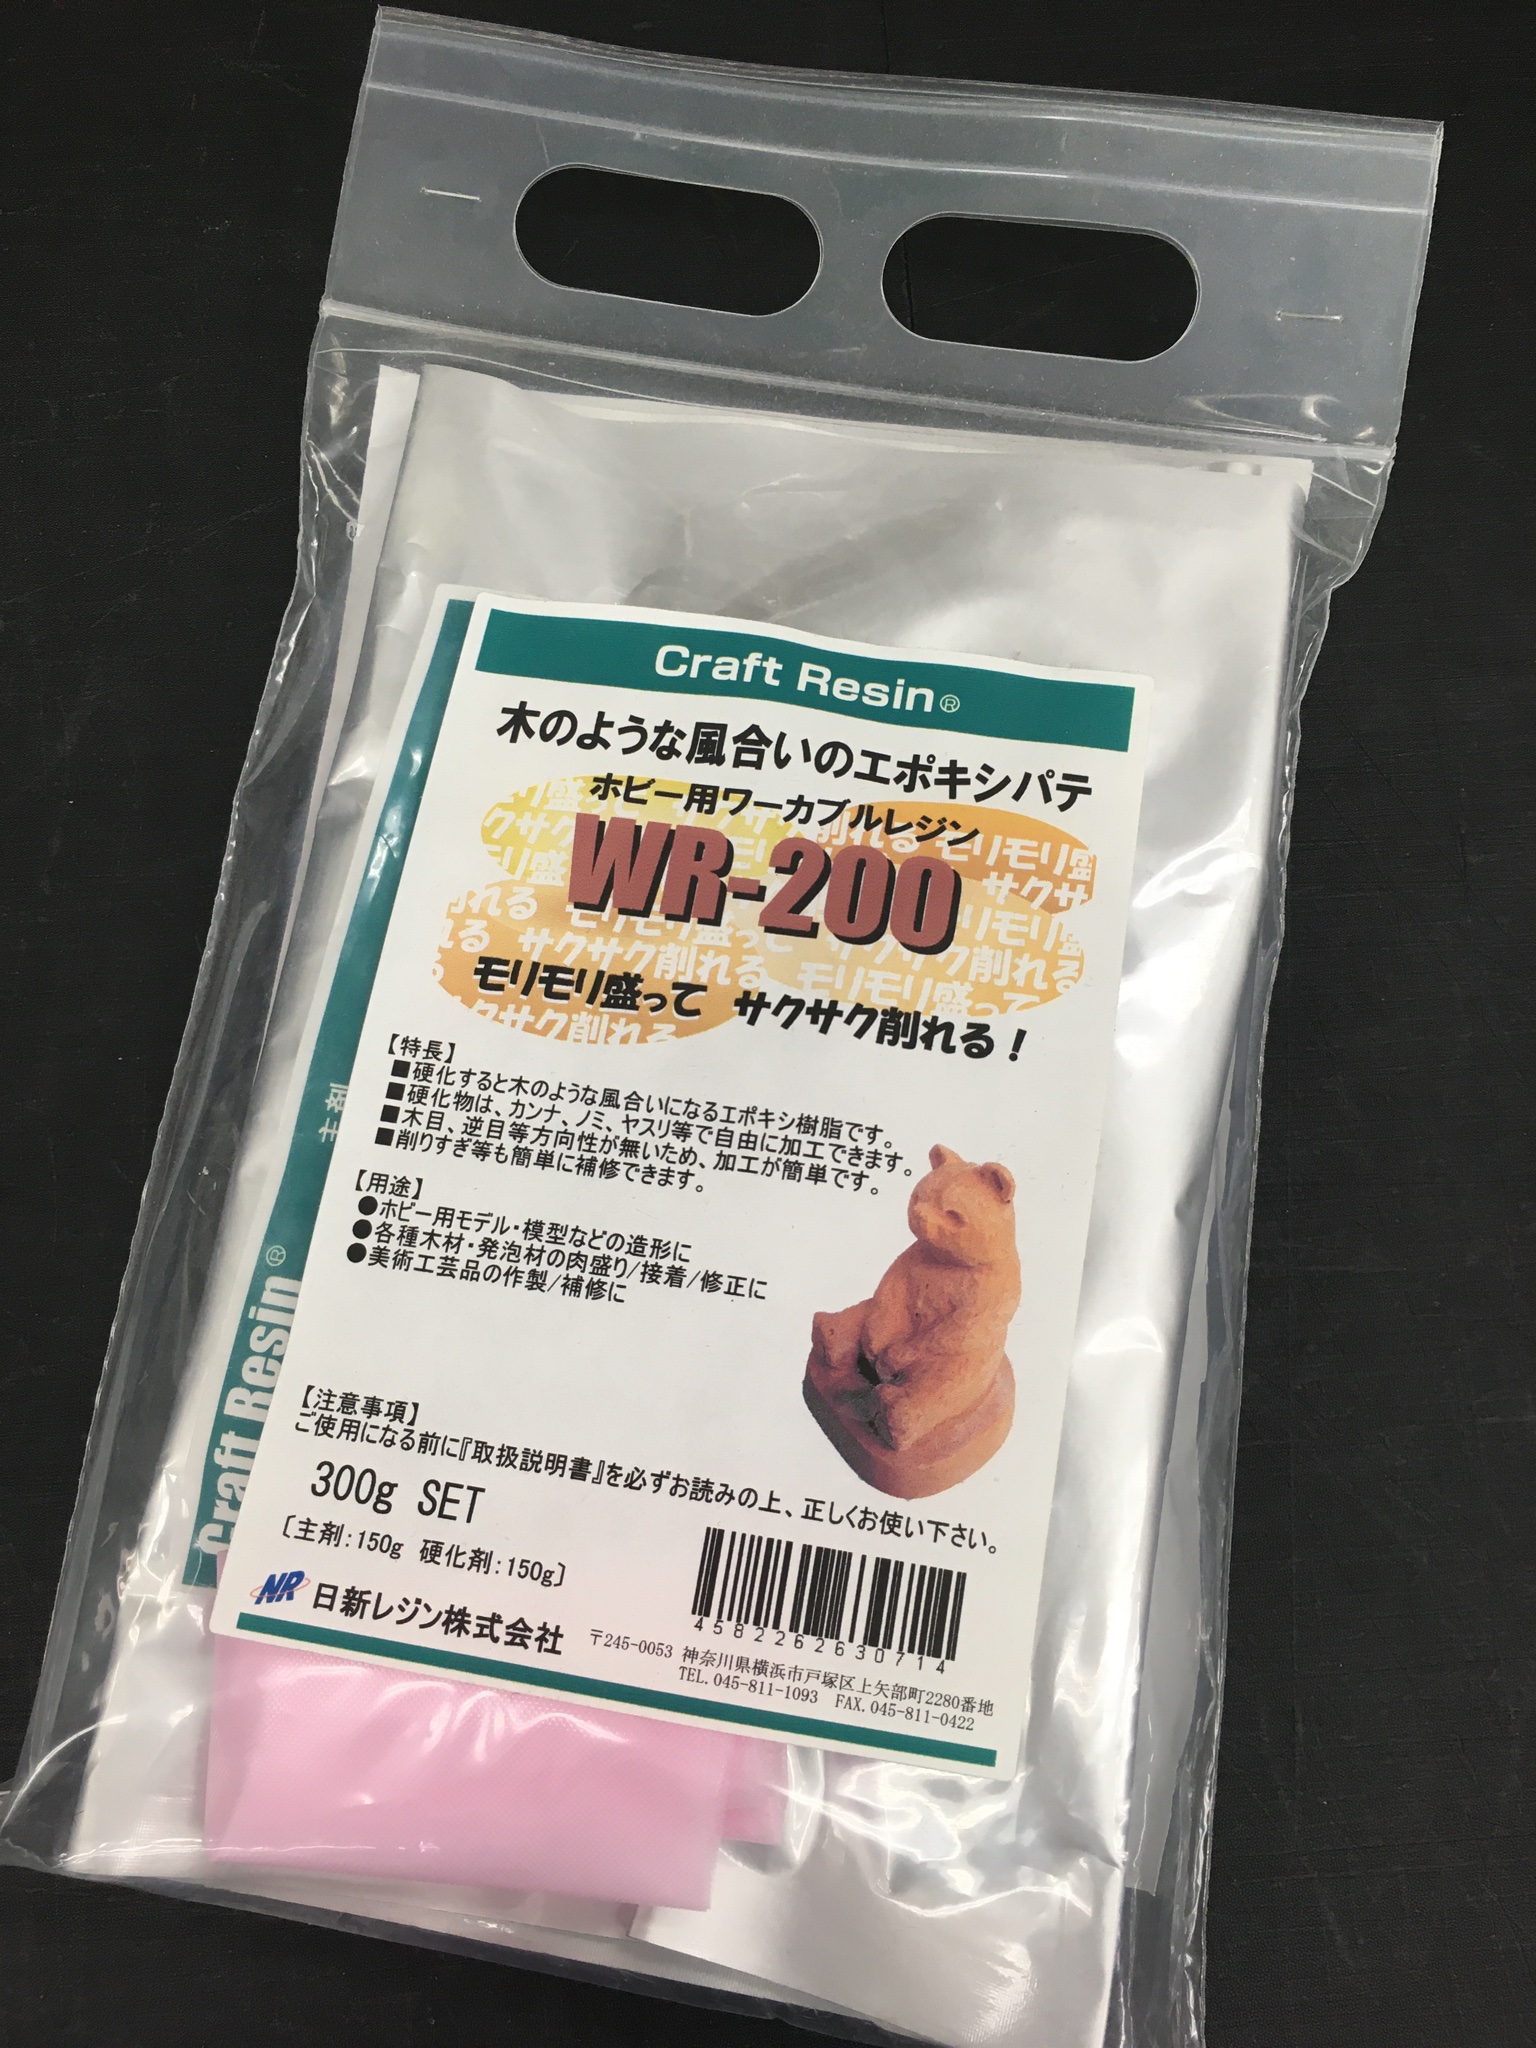 Craft Resin®
木のような風合いのエポキシパテ
ホビー用ワーカブルレジン
WR-200
モリモリ盛って サクサク削れる!
【特長】
■硬化すると木のような風合いになるエポキシ樹脂です。
■硬化物は、カンナ、ノミ、ヤスリ等で自由に加工できます。
■木目、逆目等方向性が無いため、加工が簡単です。
■削りすぎ等も簡単に補修できます。
【用途】
●ホビー用モデル・模型などの造形に
●各種木材・発泡材の肉盛り/接着/修正に
●美術工芸品の作製/補修に
【注意事項】
ご使用になる前に『取扱説明書』を必ずお読みの上、正しくお使い下さい。
300g SET
〔主剤:150g 硬化剤:150g〕
NR 日新レジン株式会社
4582262630714
〒245-0053 神奈川県横浜市戸塚区上矢部町2280番地
TEL. 045-811-1093 FAX. 045-811-0422
Craft Resin®
主剤